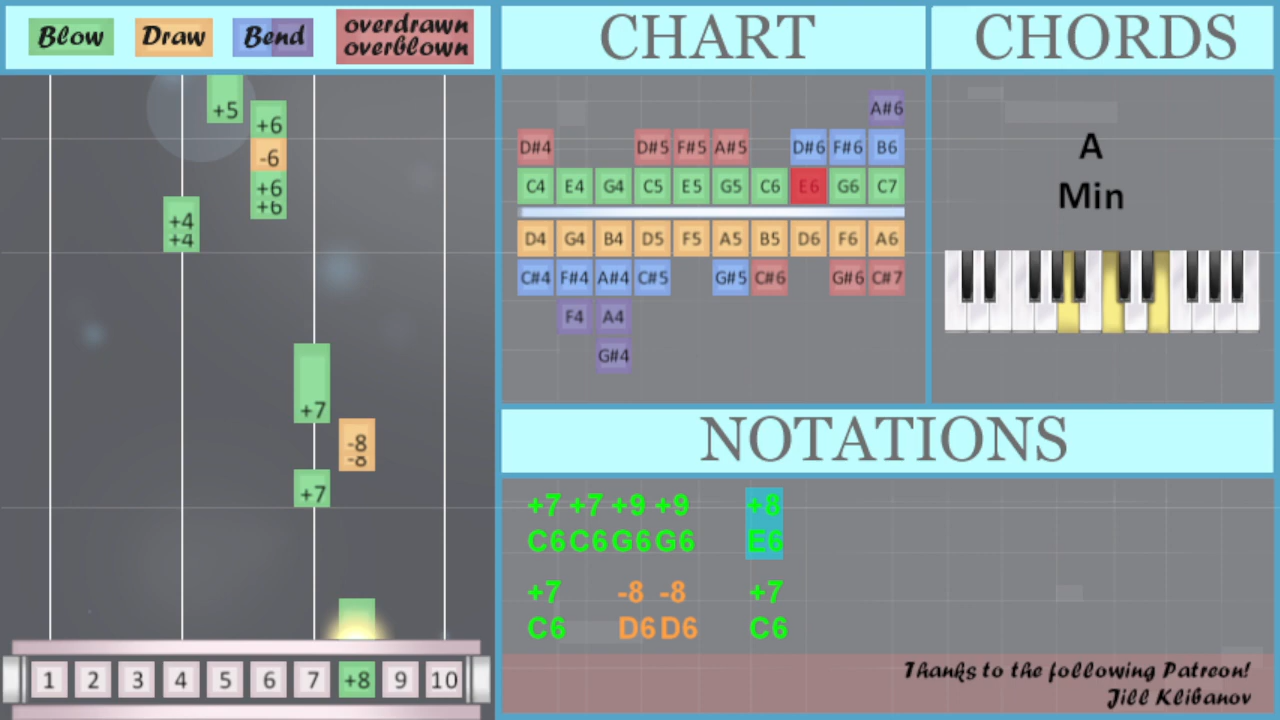 Blow Draw Bend overdrawn
overblown
CHART
CHORDS
+5
+6
-6
+6
+6
+4
+4
+7
-8
-8
+7
1 2 3 4 5 6 7 +8 9 10
A#6
D#4 D#5 F#5 A#5 D#6 F#6 B6
C4 E4 G4 C5 E5 G5 C6 E6 G6 C7
D4 G4 B4 D5 F5 A5 B5 D6 F6 A6
C#4 F#4 A#4 C#5 G#5 C#6 G#6 C#7
F4 A4
G#4
A
Min
NOTATIONS
+7 +7 +9 +9 +8
C6 C6 G6 G6 E6
+7 -8 -8 +7
C6 D6 D6 C6
Thanks to the following Patreon!
Jill Klibanov